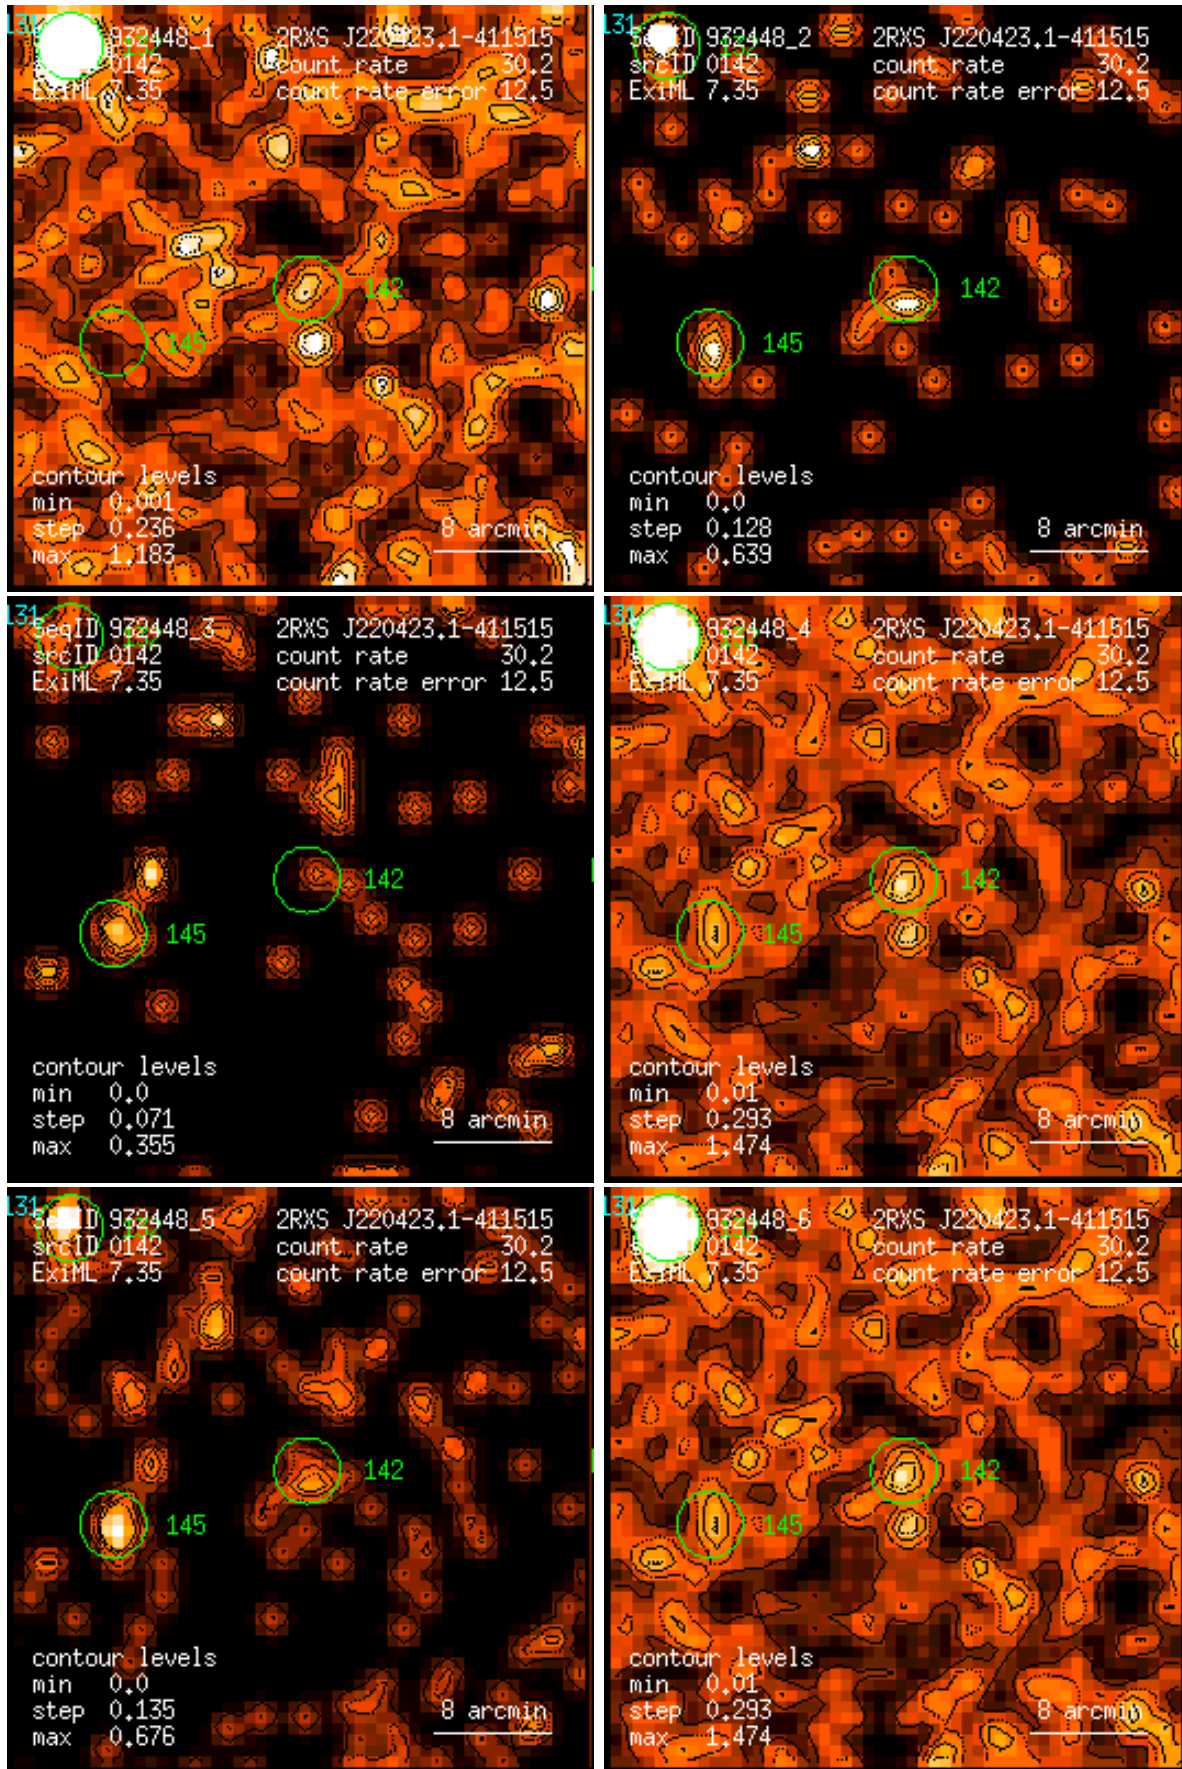 131 932448_1 2RXS J220423.1-411515
srcID 0142 count rate 30.2
ExiML 7.35 count rate error 12.5
142
145
contour levels
min 0.001
step 0.236 8 arcmin
max 1.183
131 SeqID 932448_2 2RXS J220423.1-411515
srcID 0142 count rate 30.2
ExiML 7.35 count rate error 12.5
142
145
contour levels
min 0.0
step 0.128 8 arcmin
max 0.639
131 SeqID 932448_3 2RXS J220423.1-411515
srcID 0142 count rate 30.2
ExiML 7.35 count rate error 12.5
142
145
contour levels
min 0.0
step 0.071 8 arcmin
max 0.355
131 932448_4 2RXS J220423.1-411515
0142 count rate 30.2
ExiML 7.35 count rate error 12.5
142
145
contour levels
min 0.01
step 0.293 8 arcmin
max 1.474
131 SeqID 932448_5 2RXS J220423.1-411515
srcID 0142 count rate 30.2
ExiML 7.35 count rate error 12.5
142
145
contour levels
min 0.0
step 0.135 8 arcmin
max 0.676
131 932448_6 2RXS J220423.1-411515
0142 count rate 30.2
ExiML 7.35 count rate error 12.5
142
145
contour levels
min 0.01
step 0.293 8 arcmin
max 1.474